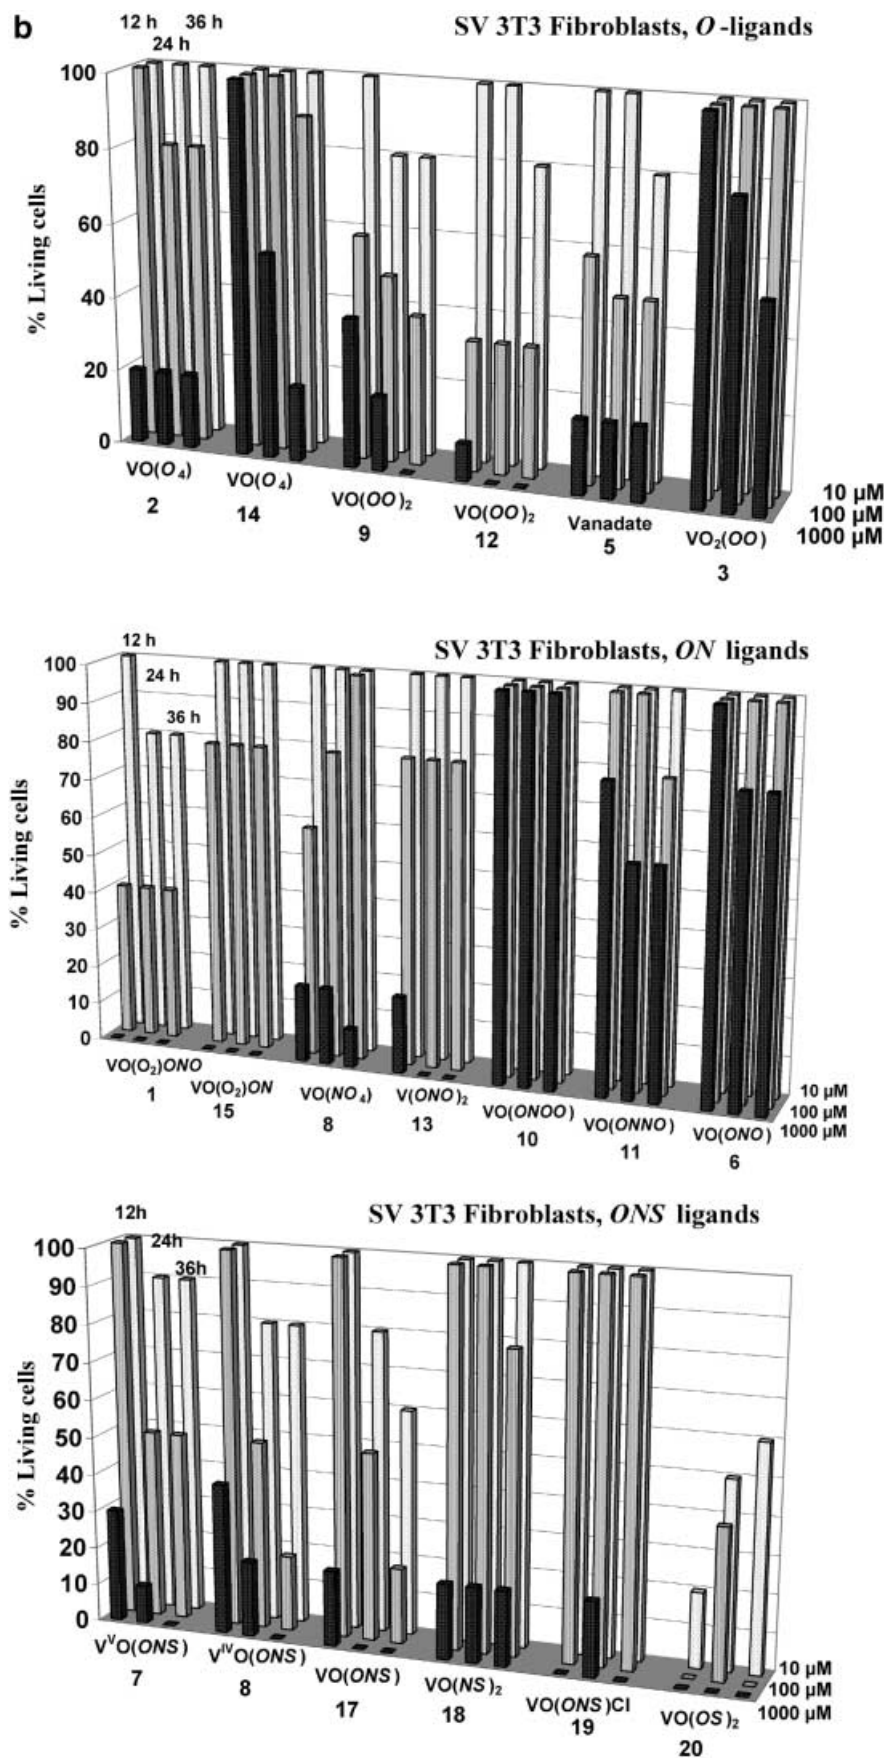 b
12 h 36 h
24 h
SV 3T3 Fibroblasts, O -ligands
% Living cells
100
80
60
40
20
0
VO(O₄)
2
VO(O₄)
14
VO(OO)₂
9
VO(OO)₂
12
Vanadate
5
VO₂(OO)
3
10 µM
100 µM
1000 µM
12 h
24 h
36 h
SV 3T3 Fibroblasts, ON ligands
% Living cells
100
90
80
70
60
50
40
30
20
10
0
VO(O₂)ONO
1
VO(O₂)ON
15
VO(NO₄)
8
V(ONO)₂
13
VO(ONOO)
10
VO(ONNO)
11
VO(ONO)
6
10 µM
100 µM
1000 µM
12h
24h
36h
SV 3T3 Fibroblasts, ONS ligands
% Living cells
100
90
80
70
60
50
40
30
20
10
0
VⱽO(ONS)
7
VᴵⱽO(ONS)
8
VO(ONS)
17
VO(NS)₂
18
VO(ONS)Cl
19
VO(OS)₂
20
10 µM
100 µM
1000 µM